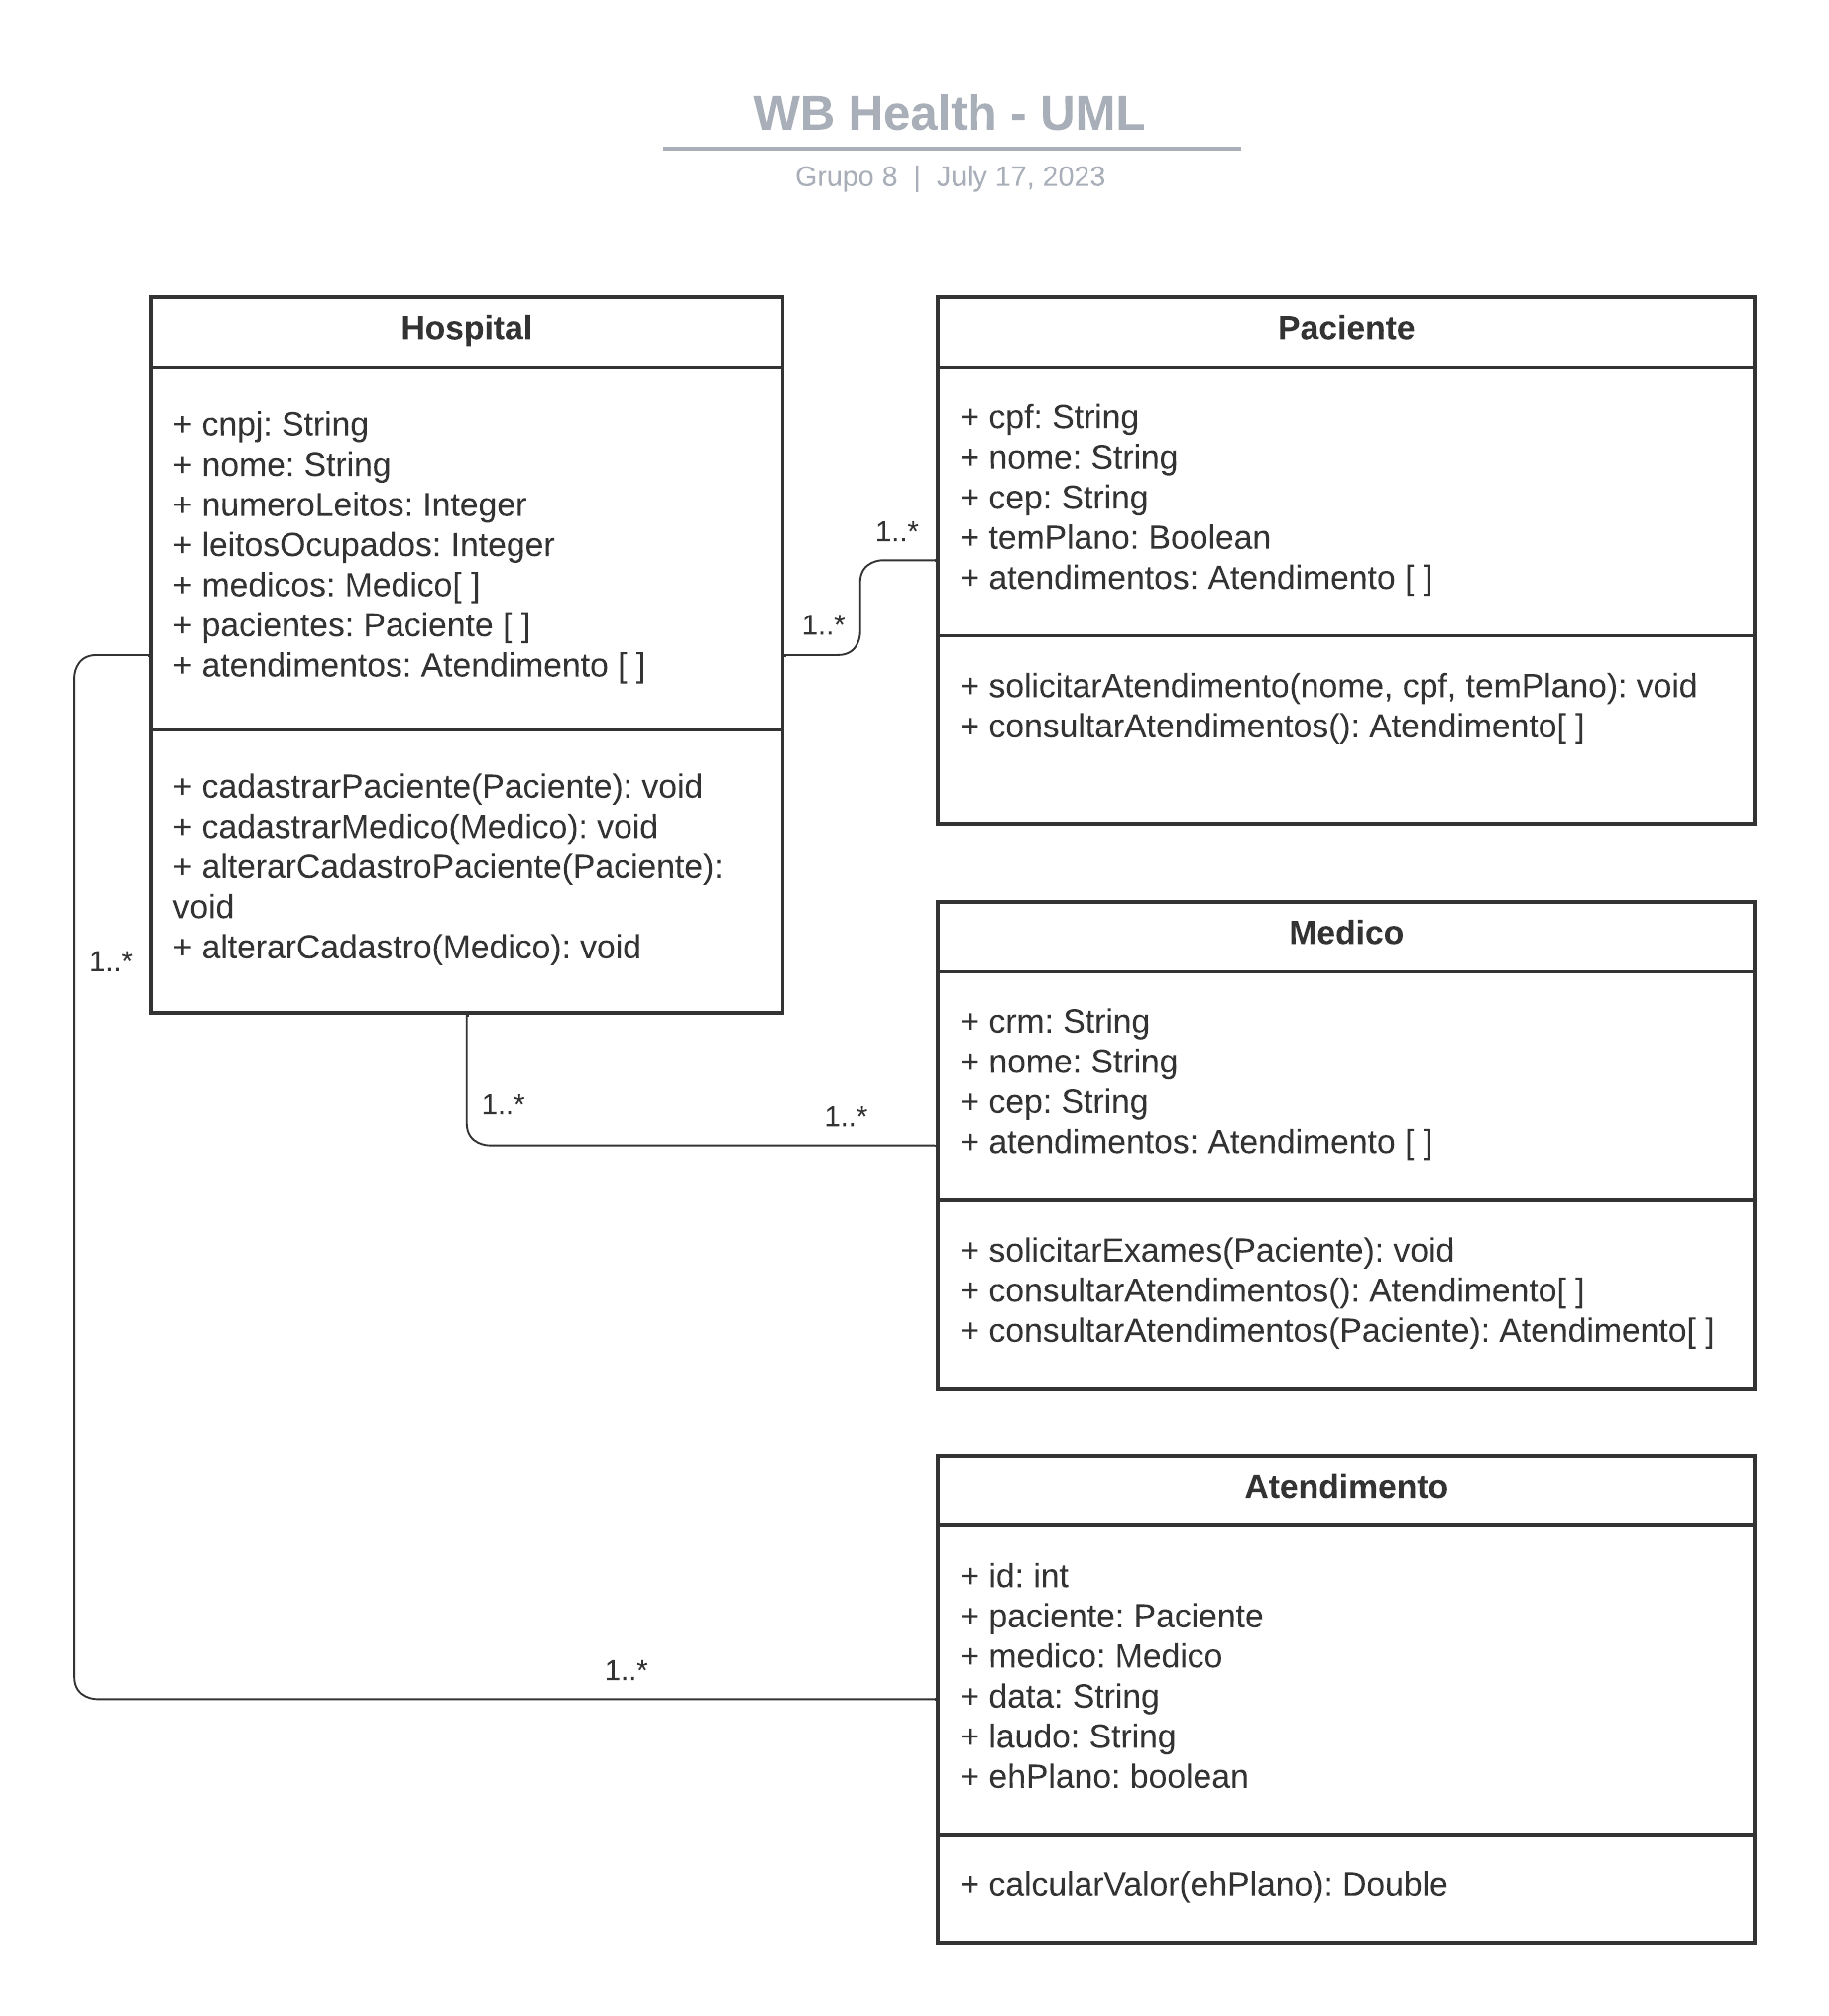 WB Health - UML
Grupo 8 | July 17, 2023
Hospital
+ cnpj: String
+ nome: String
+ numeroLeitos: Integer
+ leitosOcupados: Integer
+ medicos: Medico[ ]
+ pacientes: Paciente [ ]
+ atendimentos: Atendimento [ ]
+ cadastrarPaciente(Paciente): void
+ cadastrarMedico(Medico): void
+ alterarCadastroPaciente(Paciente):
void
+ alterarCadastro(Medico): void
1..*
1..*
Paciente
+ cpf: String
+ nome: String
+ cep: String
+ temPlano: Boolean
+ atendimentos: Atendimento [ ]
+ solicitarAtendimento(nome, cpf, temPlano): void
+ consultarAtendimentos(): Atendimento[ ]
1..*
1..*
1..*
Medico
+ crm: String
+ nome: String
+ cep: String
+ atendimentos: Atendimento [ ]
+ solicitarExames(Paciente): void
+ consultarAtendimentos(): Atendimento[ ]
+ consultarAtendimentos(Paciente): Atendimento[ ]
1..*
Atendimento
+ id: int
+ paciente: Paciente
+ medico: Medico
+ data: String
+ laudo: String
+ ehPlano: boolean
+ calcularValor(ehPlano): Double